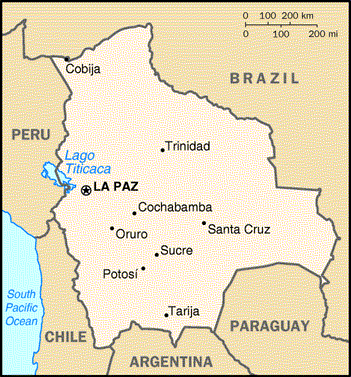 0 100 200 km
0 100 200 mi
Cobija
BRAZIL
PERU
Trinidad
Lago
Titicaca
LA PAZ
Cochabamba
Santa Cruz
Oruro
Sucre
Potosí
South
Pacific
Ocean
Tarija
CHILE
PARAGUAY
ARGENTINA